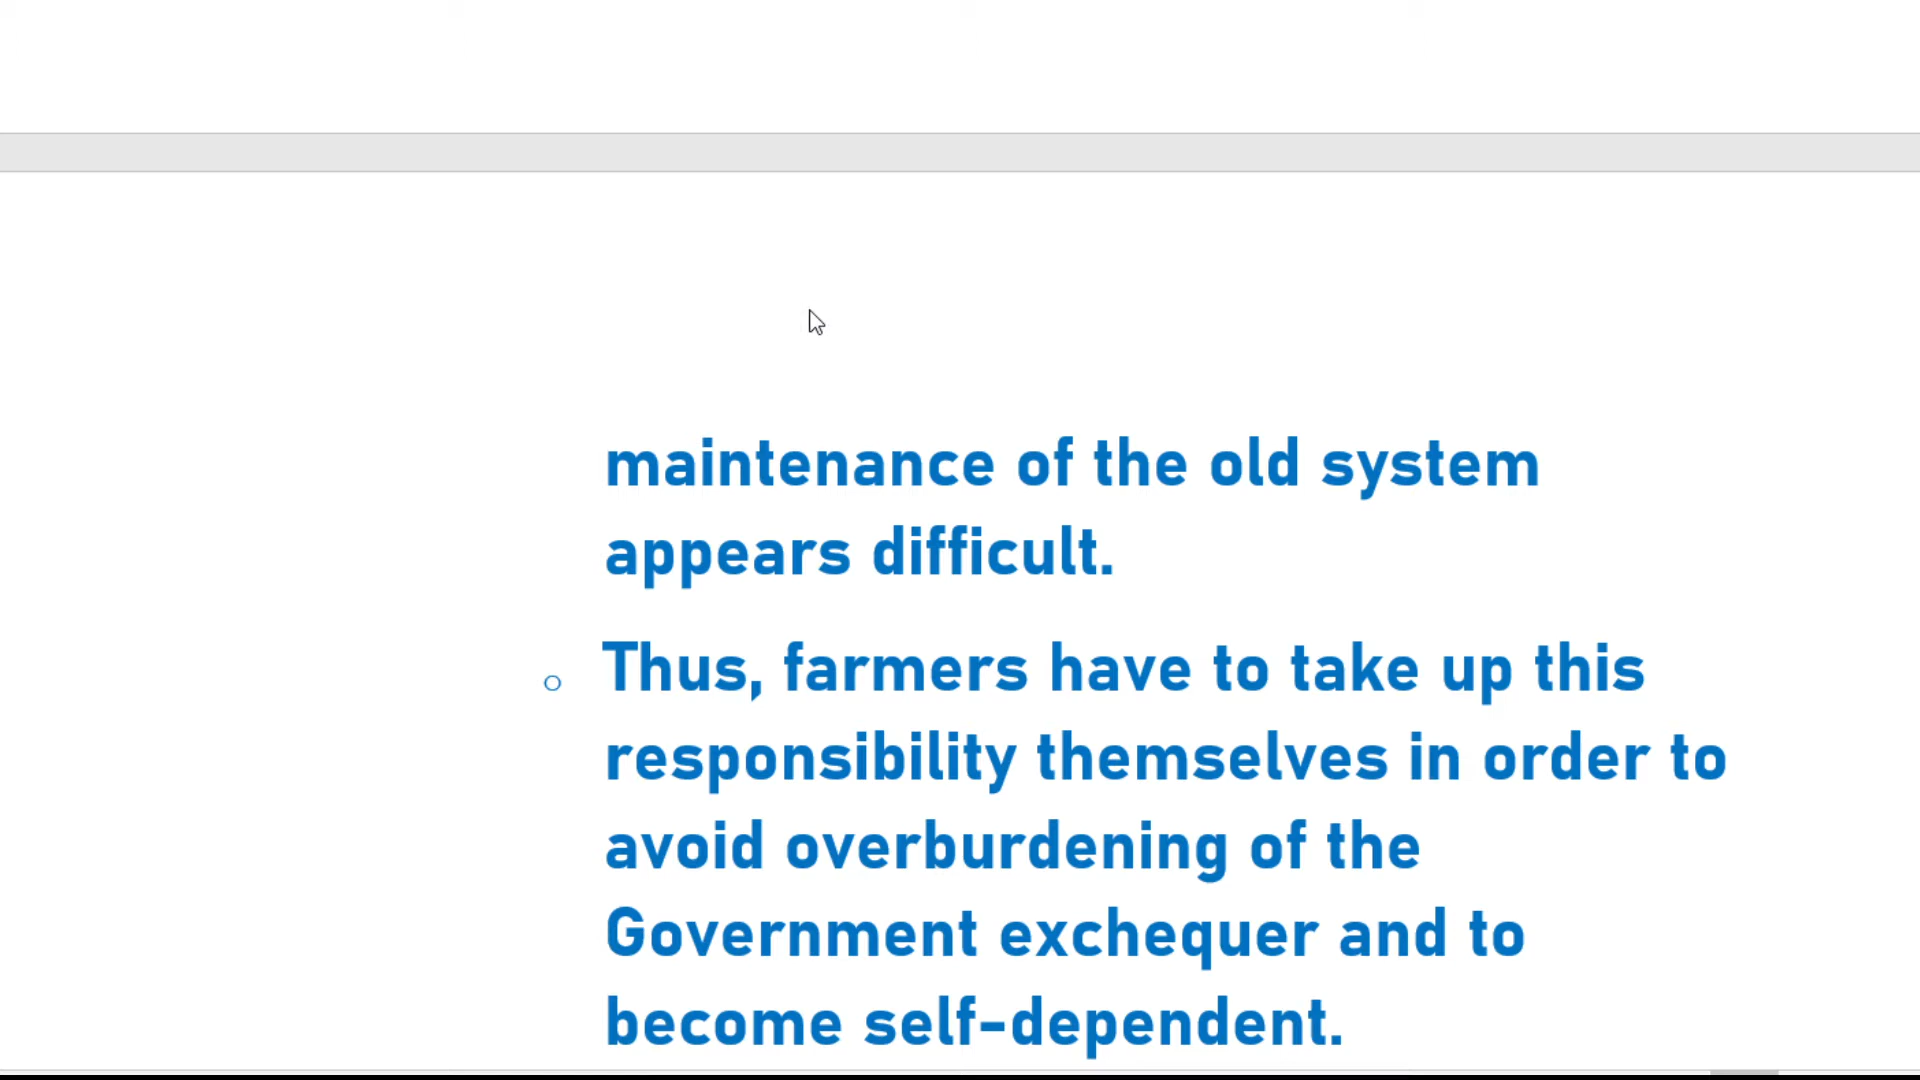 maintenance of the old system
appears difficult.
○ Thus, farmers have to take up this
responsibility themselves in order to
avoid overburdening of the
Government exchequer and to
become self-dependent.